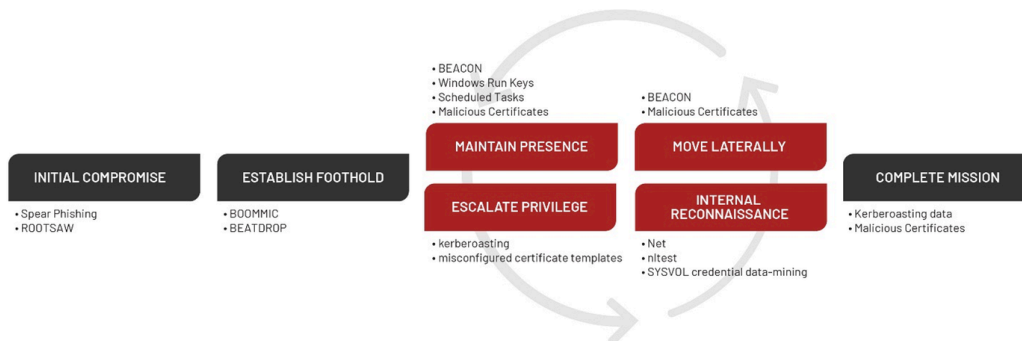 INITIAL COMPROMISE
• Spear Phishing
• ROOTSAW
ESTABLISH FOOTHOLD
• BOOMMIC
• BEATDROP
• BEACON
• Windows Run Keys
• Scheduled Tasks
• Malicious Certificates
MAINTAIN PRESENCE
• BEACON
• Malicious Certificates
MOVE LATERALLY
ESCALATE PRIVILEGE
• kerberoasting
• misconfigured certificate templates
INTERNAL
RECONNAISSANCE
• Net
• nltest
• SYSVOL credential data-mining
COMPLETE MISSION
• Kerberoasting data
• Malicious Certificates